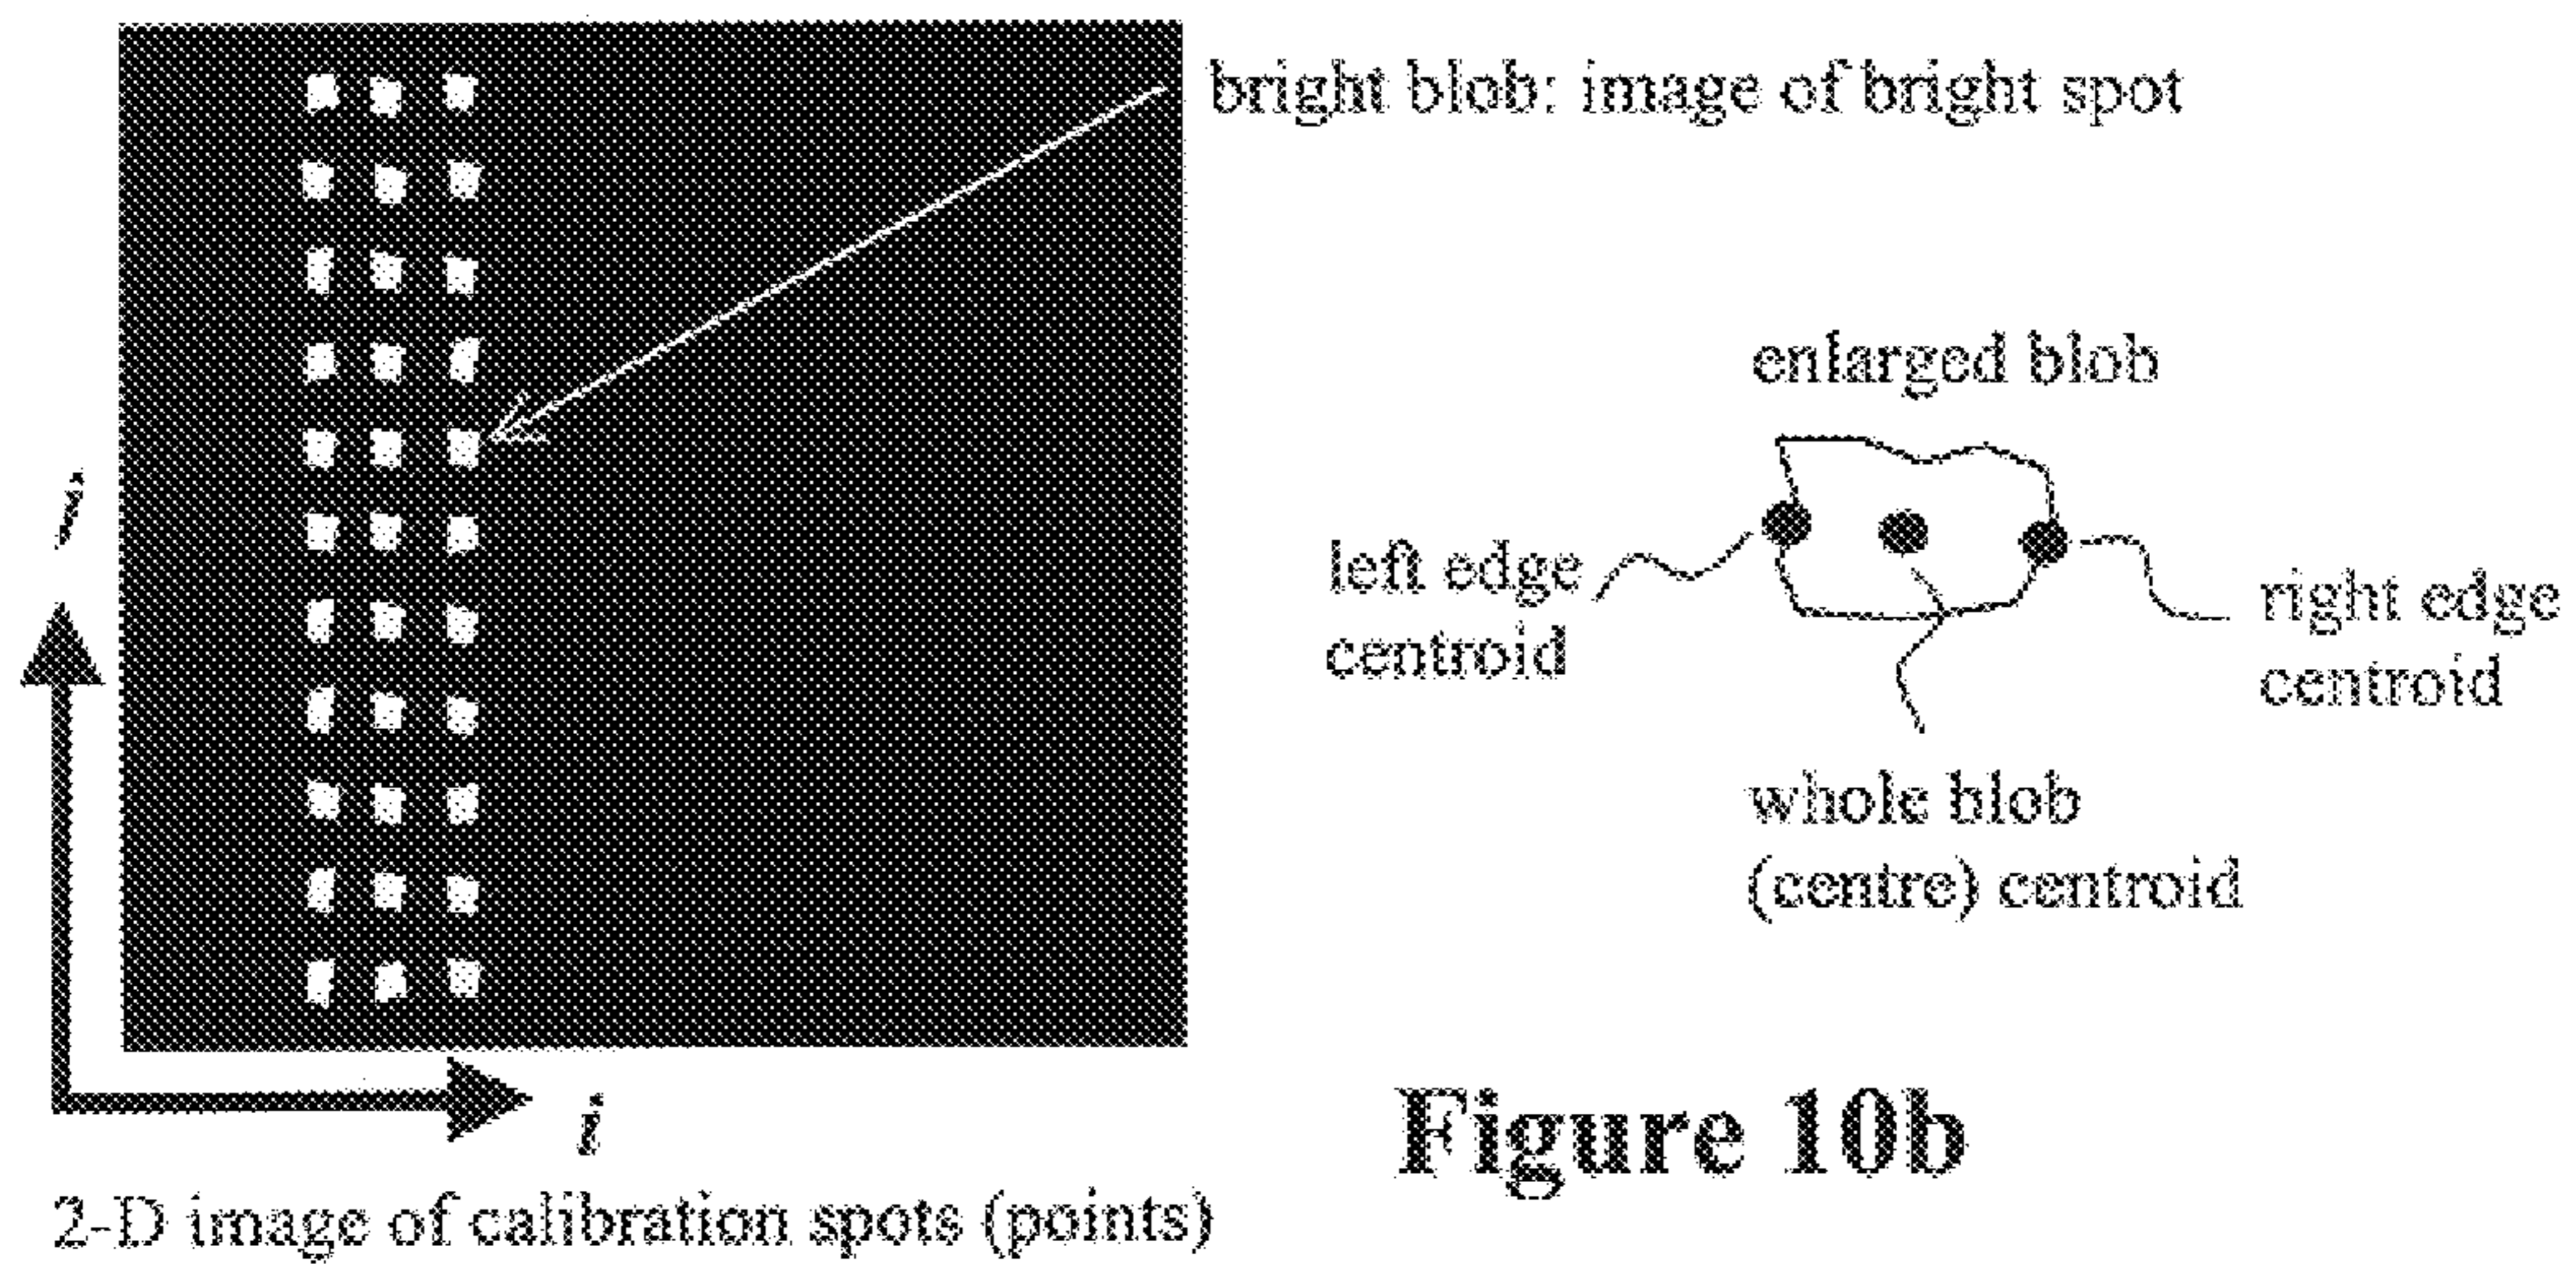 bright blob: image of bright spot
enlarged blob
left edge
centroid
right edge
centroid
whole blob
(centre) centroid
j
i
2-D image of calibration spots (points)
Figure 10b